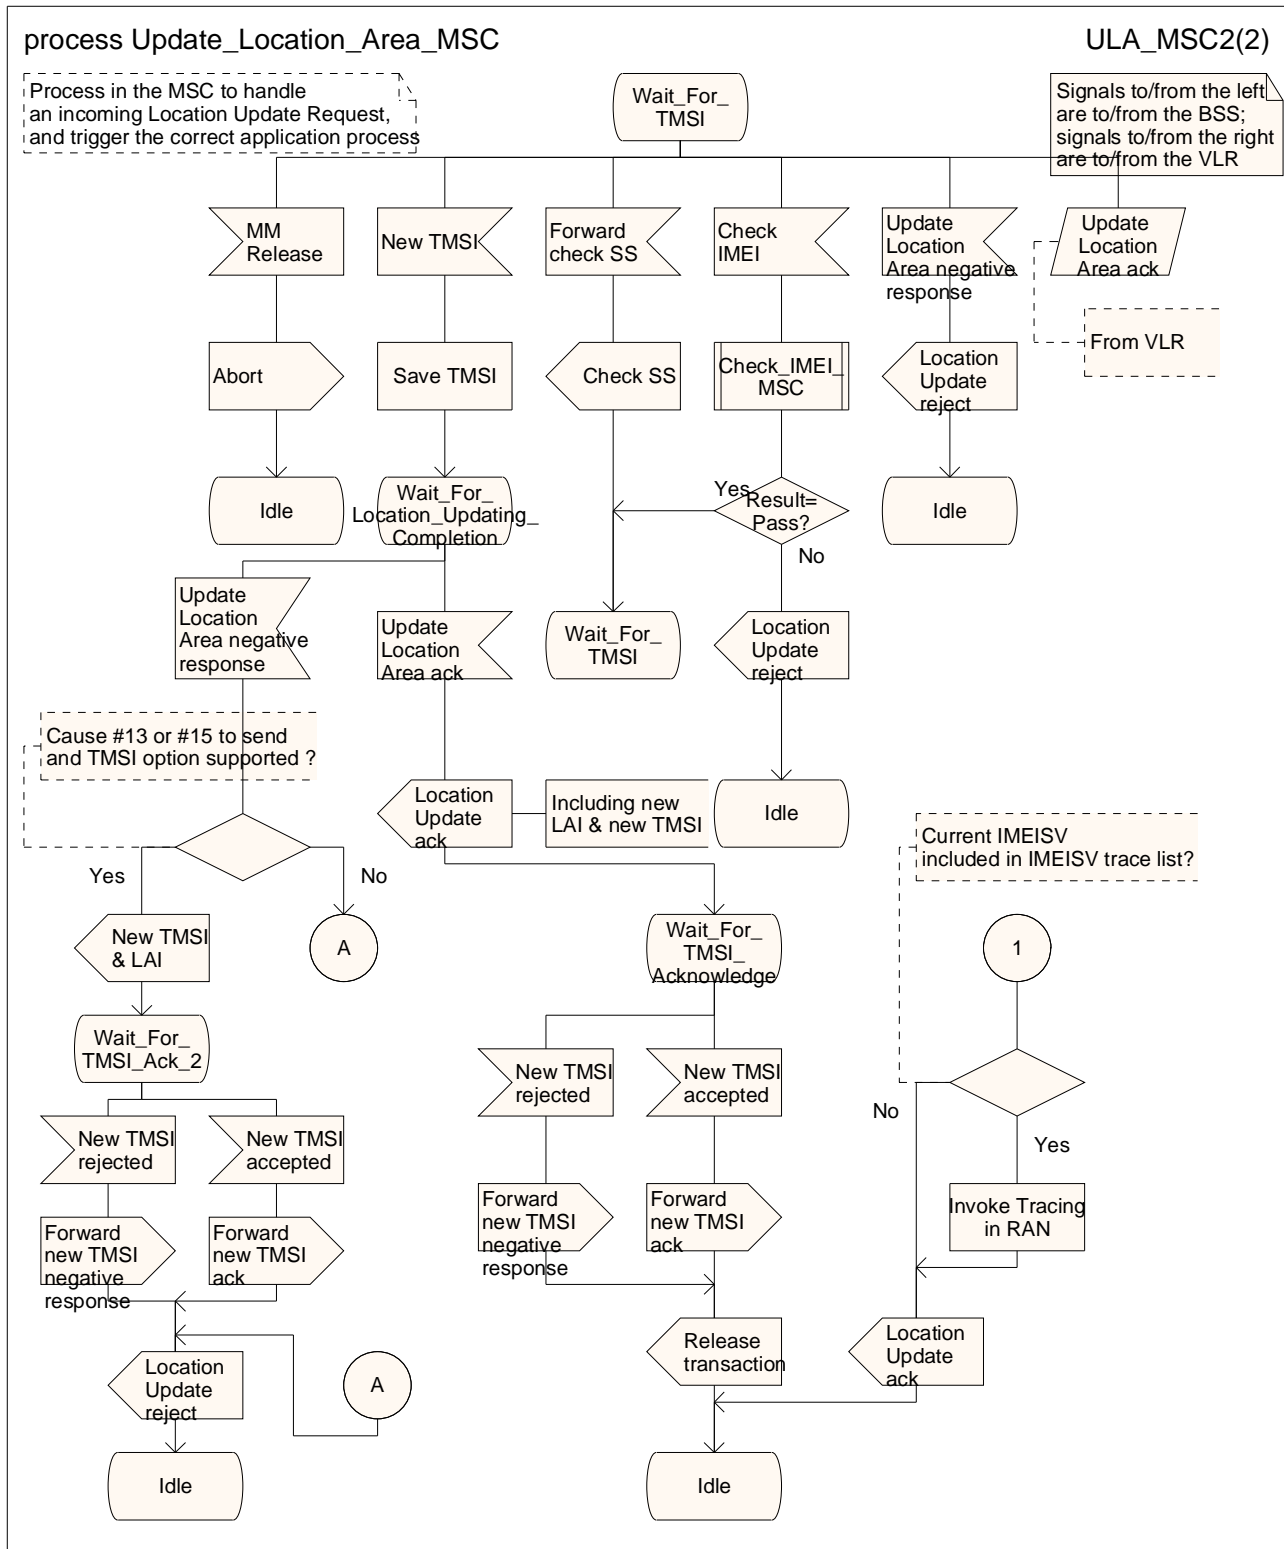 process Update_Location_Area_MSC
ULA_MSC2(2)
Process in the MSC to handle
an incoming Location Update Request,
and trigger the correct application process
Wait_For_
TMSI
Signals to/from the left
are to/from the BSS;
signals to/from the right
are to/from the VLR
MM
Release
New TMSI
Forward
check SS
Check
IMEI
Update
Location
Area negative
response
Update
Location
Area ack
From VLR
Abort
Save TMSI
Check SS
Check_IMEI_
MSC
Location
Update
reject
Idle
Wait_For_
Location_Updating_
Completion
Yes
Result=
Pass?
No
Idle
Update
Location
Area negative
response
Update
Location
Area ack
Wait_For_
TMSI
Location
Update
reject
Cause #13 or #15 to send
and TMSI option supported ?
Location
Update
ack
Including new
LAI & new TMSI
Idle
Current IMEISV
included in IMEISV trace list?
Yes
No
New TMSI
& LAI
A
Wait_For_
TMSI_
Acknowledge
1
Wait_For_
TMSI_Ack_2
New TMSI
rejected
New TMSI
accepted
No
Yes
New TMSI
rejected
New TMSI
accepted
Forward
new TMSI
negative
response
Forward
new TMSI
ack
Invoke Tracing
in RAN
Forward
new TMSI
negative
response
Forward
new TMSI
ack
Location
Update
reject
A
Release
transaction
Location
Update
ack
Idle
Idle